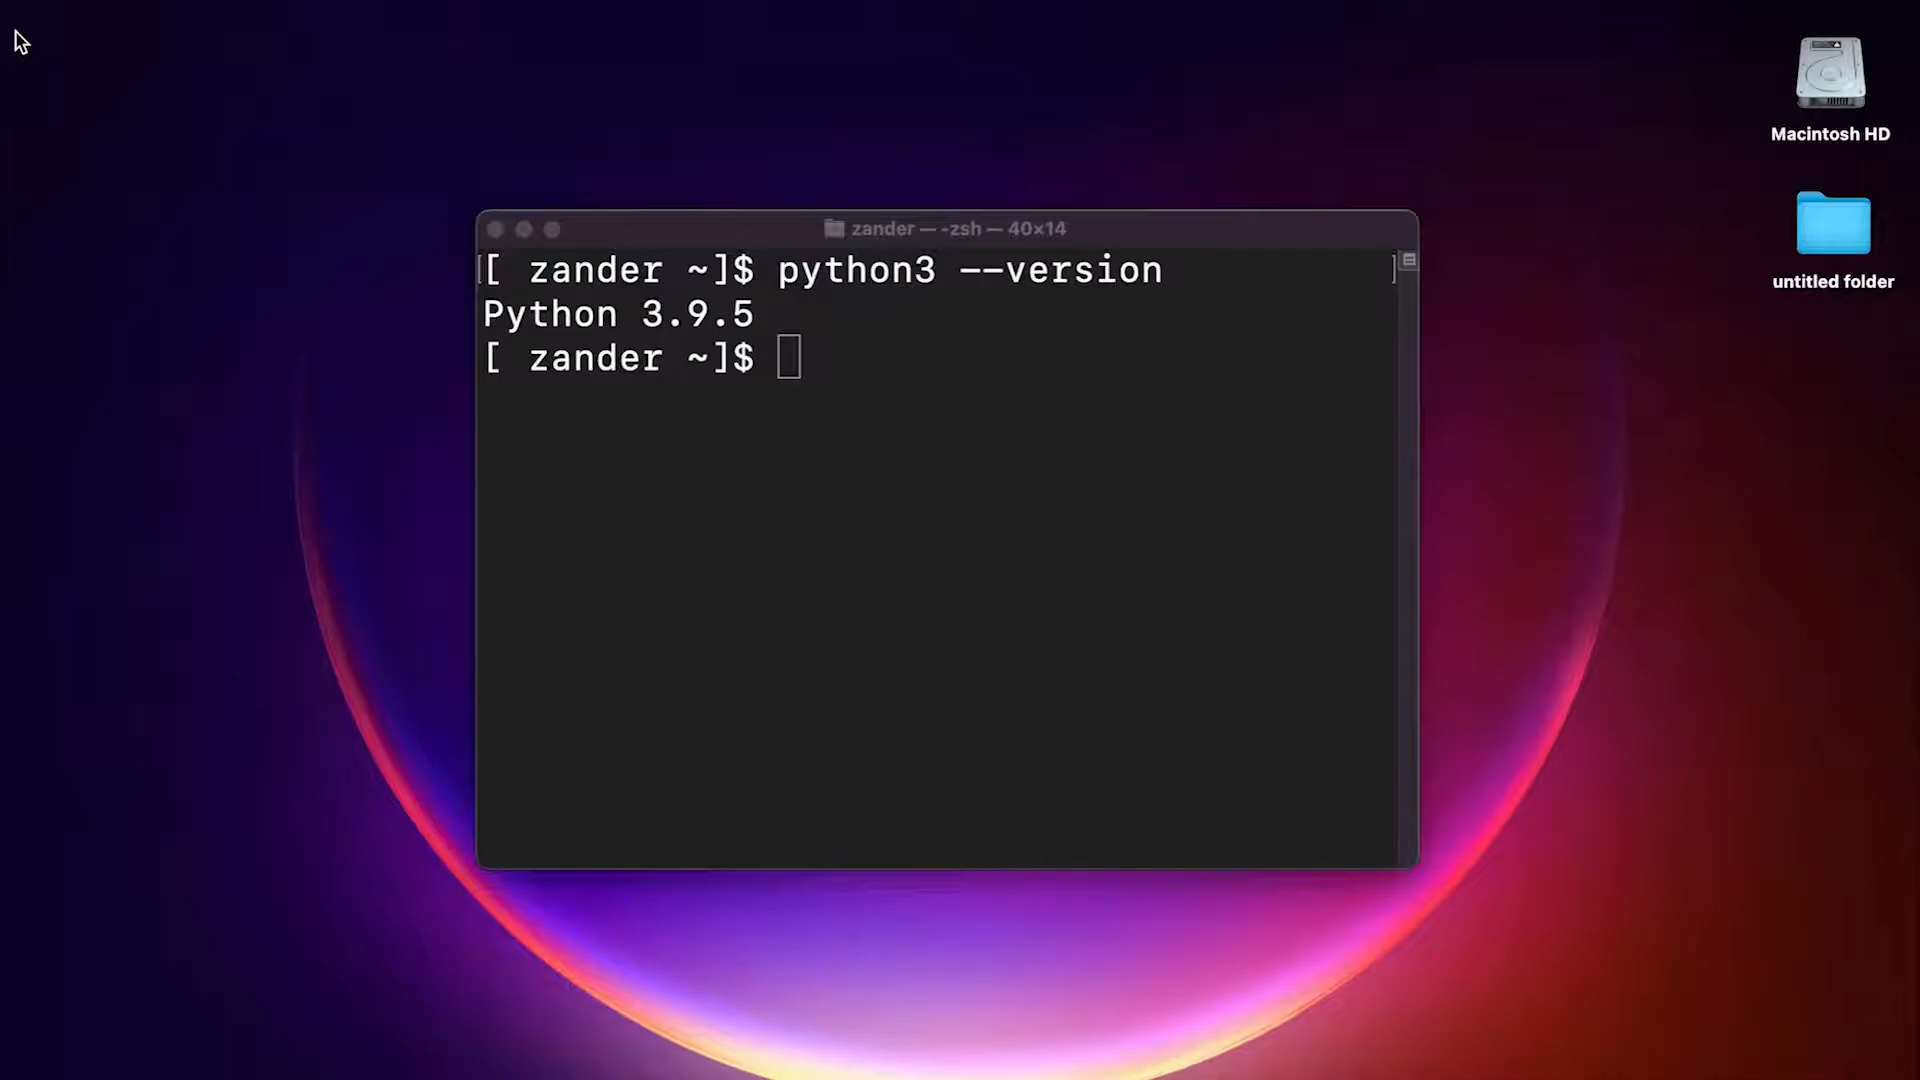 zander — -zsh — 40×14
[ zander ~]$ python3 --version
Python 3.9.5
[ zander ~]$
Macintosh HD
untitled folder